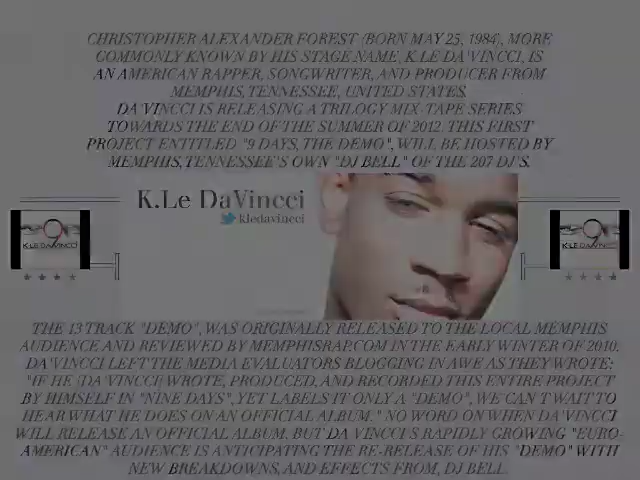 CHRISTOPHER ALEXANDER FOREST (BORN MAY 25, 1984), MORE
COMMONLY KNOWN BY HIS STAGE NAME, K.LE DA'VINCCI, IS
AN AMERICAN RAPPER, SONGWRITER, AND PRODUCER FROM
MEMPHIS, TENNESSEE, UNITED STATES.
DA'VINCCI IS RELEASING A TRILOGY MIX-TAPE SERIES
TOWARDS THE END OF THE SUMMER OF 2012. THIS FIRST
PROJECT ENTITLED "9 DAYS, THE DEMO", WILL BE HOSTED BY
MEMPHIS, TENNESSEE'S OWN "DJ BELL" OF THE 207 DJ'S.
K.Le DaVincci
kledavincci
9
K.LE DAVINCCI
9
K.LE DAVINCCI
THE 13 TRACK "DEMO", WAS ORIGINALLY RELEASED TO THE LOCAL MEMPHIS
AUDIENCE AND REVIEWED BY MEMPHISRAP.COM IN THE EARLY WINTER OF 2010.
DA'VINCCI LEFT THE MEDIA EVALUATORS BLOGGING IN AWE AS THEY WROTE:
"IF HE (DA'VINCCI) WROTE, PRODUCED, AND RECORDED THIS ENTIRE PROJECT
BY HIMSELF IN "NINE DAYS", YET LABELS IT ONLY A "DEMO", WE CAN'T WAIT TO
HEAR WHAT HE DOES ON AN OFFICIAL ALBUM." NO WORD ON WHEN DA'VINCCI
WILL RELEASE AN OFFICIAL ALBUM. BUT DA VINCCI'S RAPIDLY GROWING "EURO-
AMERICAN" AUDIENCE IS ANTICIPATING THE RE-RELEASE OF HIS "DEMO" WITH
NEW BREAKDOWNS, AND EFFECTS FROM, DJ BELL.